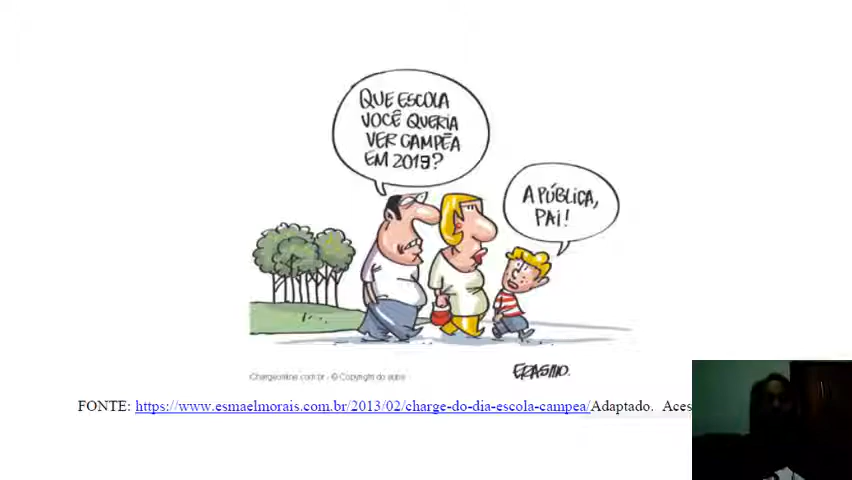 QUE ESCOLA
VOCÊ QUERIA
VER CAMPEÃ
EM 2019?
A PÚBLICA,
PAI!
ERASMO.
Chargeonline.com.br - © Copyright do autor
FONTE: https://www.esmaelmorais.com.br/2013/02/charge-do-dia-escola-campea/Adaptado. Aces